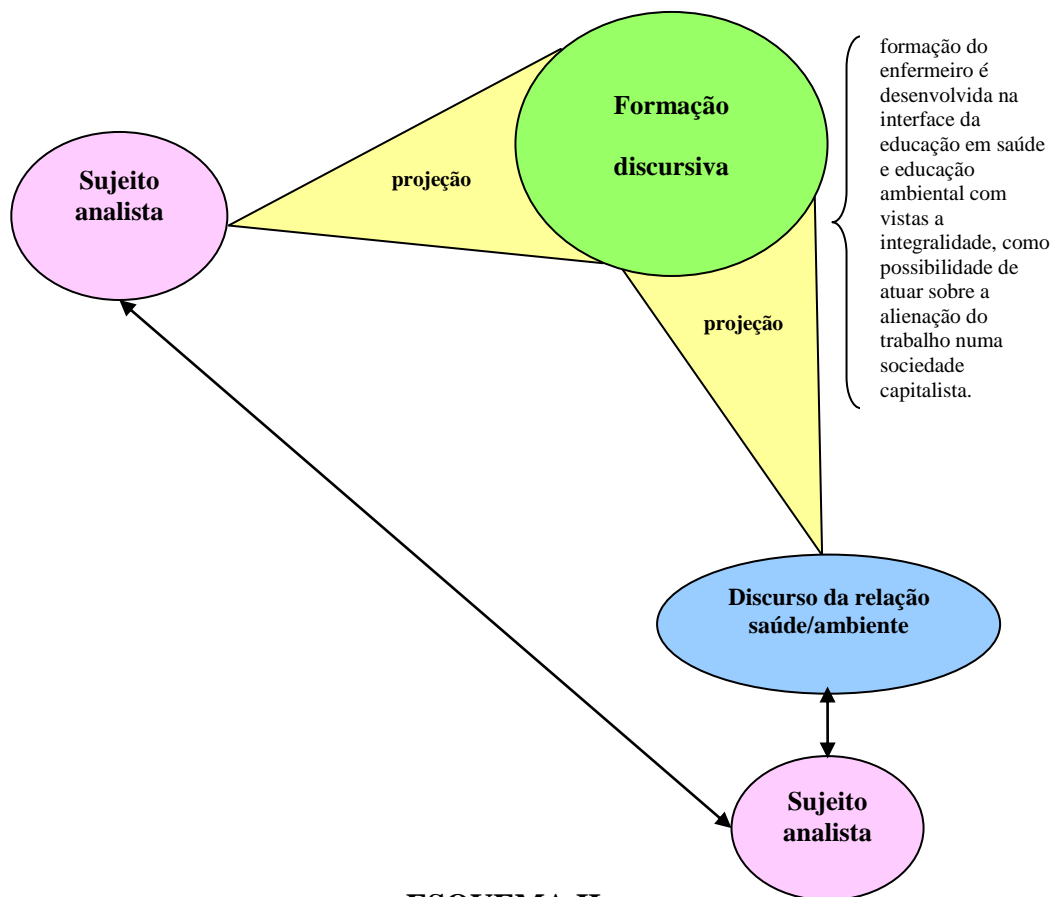 Formação
discursiva
Sujeito
analista
projeção
projeção
formação do
enfermeiro é
desenvolvida na
interface da
educação em saúde
e educação
ambiental com
vistas a
integralidade, como
possibilidade de
atuar sobre a
alienação do
trabalho numa
sociedade
capitalista.
Discurso da relação
saúde/ambiente
Sujeito
analista
ESQUEMA II